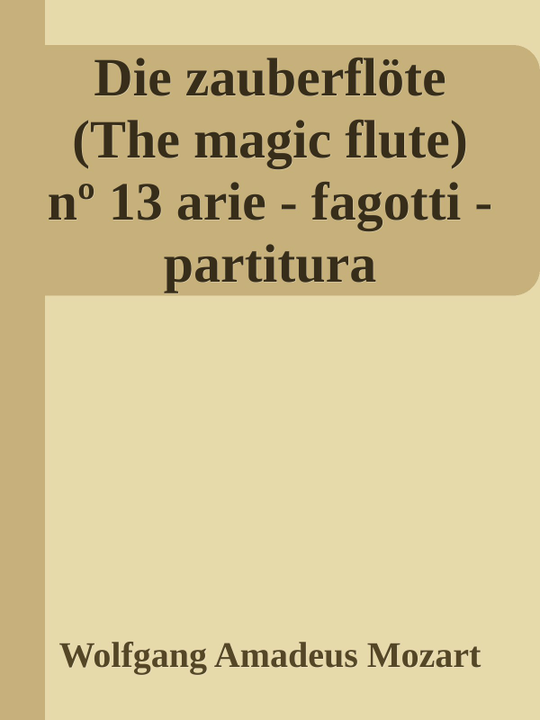 Die zauberflöte
(The magic flute)
nº 13 arie - fagotti -
partitura
Wolfgang Amadeus Mozart